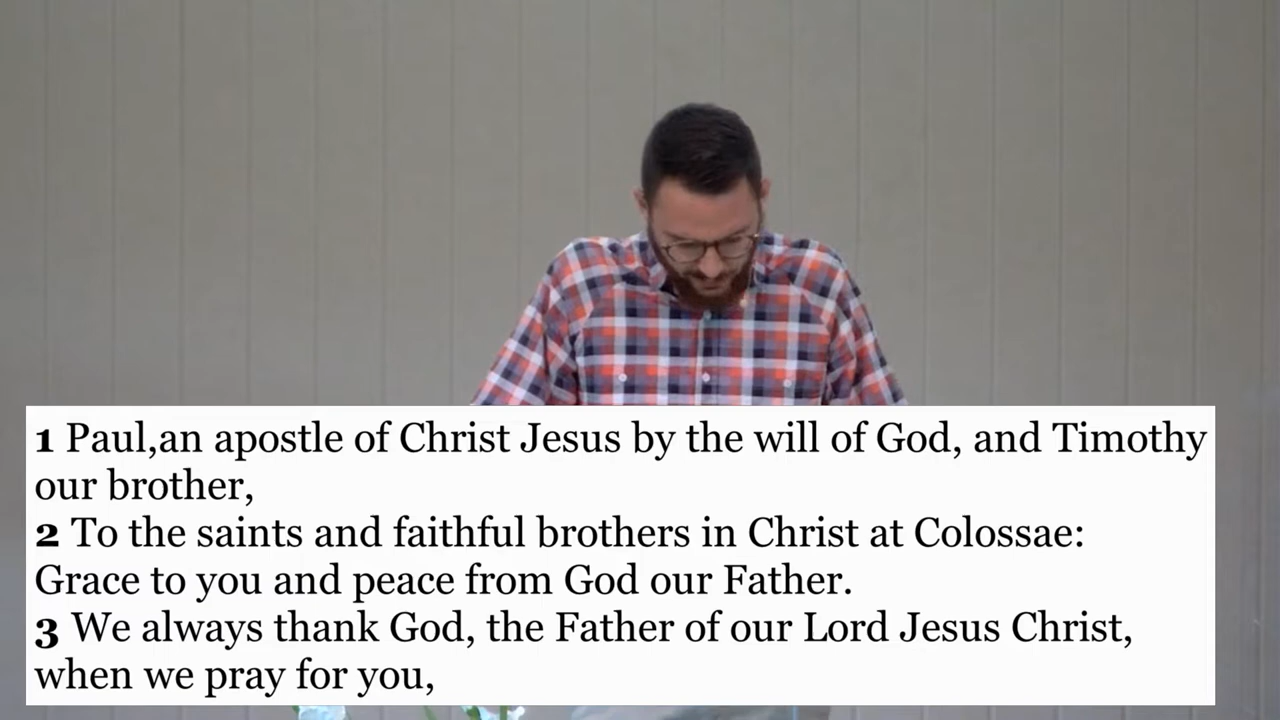 1 Paul,an apostle of Christ Jesus by the will of God, and Timothy
our brother,
2 To the saints and faithful brothers in Christ at Colossae:
Grace to you and peace from God our Father.
3 We always thank God, the Father of our Lord Jesus Christ,
when we pray for you,